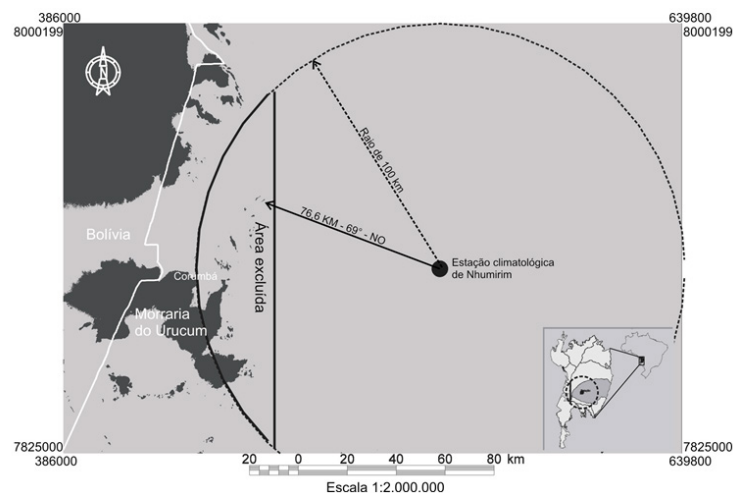 386000
639800
8000199
8000199
N
Raio de 100 km
76,6 KM - 69° - NO
Bolívia
Área excluída
Estação climatológica
de Nhumirim
Corumbá
Morraria
do Urucum
7825000
7825000
386000
639800
20 0 20 40 60 80 km
Escala 1:2.000.000